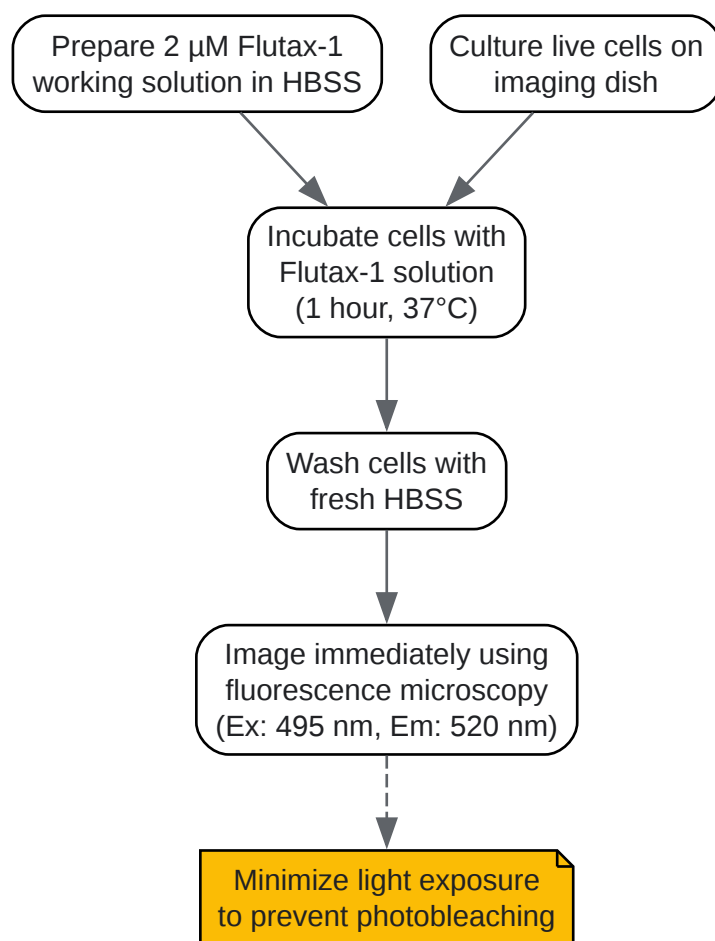 Prepare 2 µM Flutax-1
working solution in HBSS
Culture live cells on
imaging dish
Incubate cells with
Flutax-1 solution
(1 hour, 37°C)
Wash cells with
fresh HBSS
Image immediately using
fluorescence microscopy
(Ex: 495 nm, Em: 520 nm)
Minimize light exposure
to prevent photobleaching